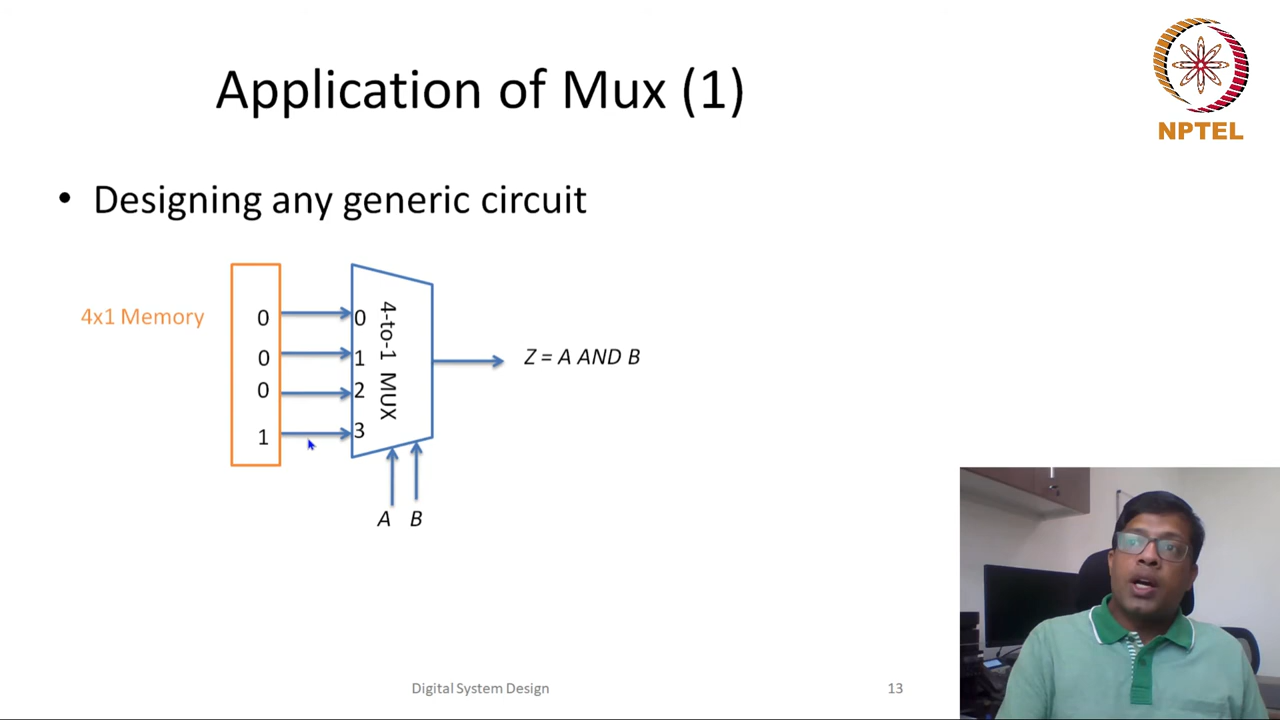 Application of Mux (1)
NPTEL
• Designing any generic circuit
4x1 Memory
0
0
0
1
0
1
2
3
4-to-1 MUX
Z = A AND B
A B
Digital System Design
13